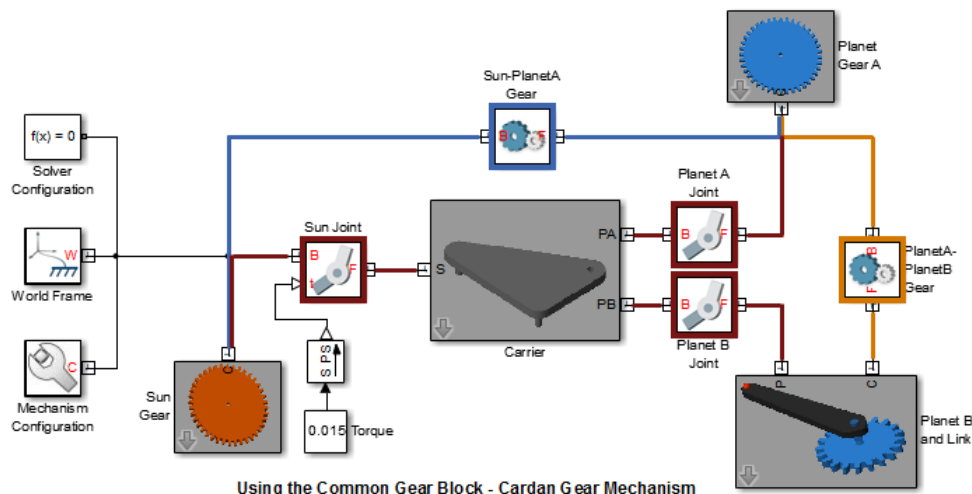 Planet
Gear A
C
Sun-PlanetA
Gear
B F
f(x) = 0
Solver
Configuration
Planet A
Joint
Sun Joint
PA
B F
PlanetA-
PlanetB
Gear
B
F
W
World Frame
B
F
t
S
PB
B F
Carrier
Planet B
Joint
C
Mechanism
Configuration
C
Sun
Gear
S PS
0.015
Torque
P
C
Planet B
and Link
Using the Common Gear Block - Cardan Gear Mechanism